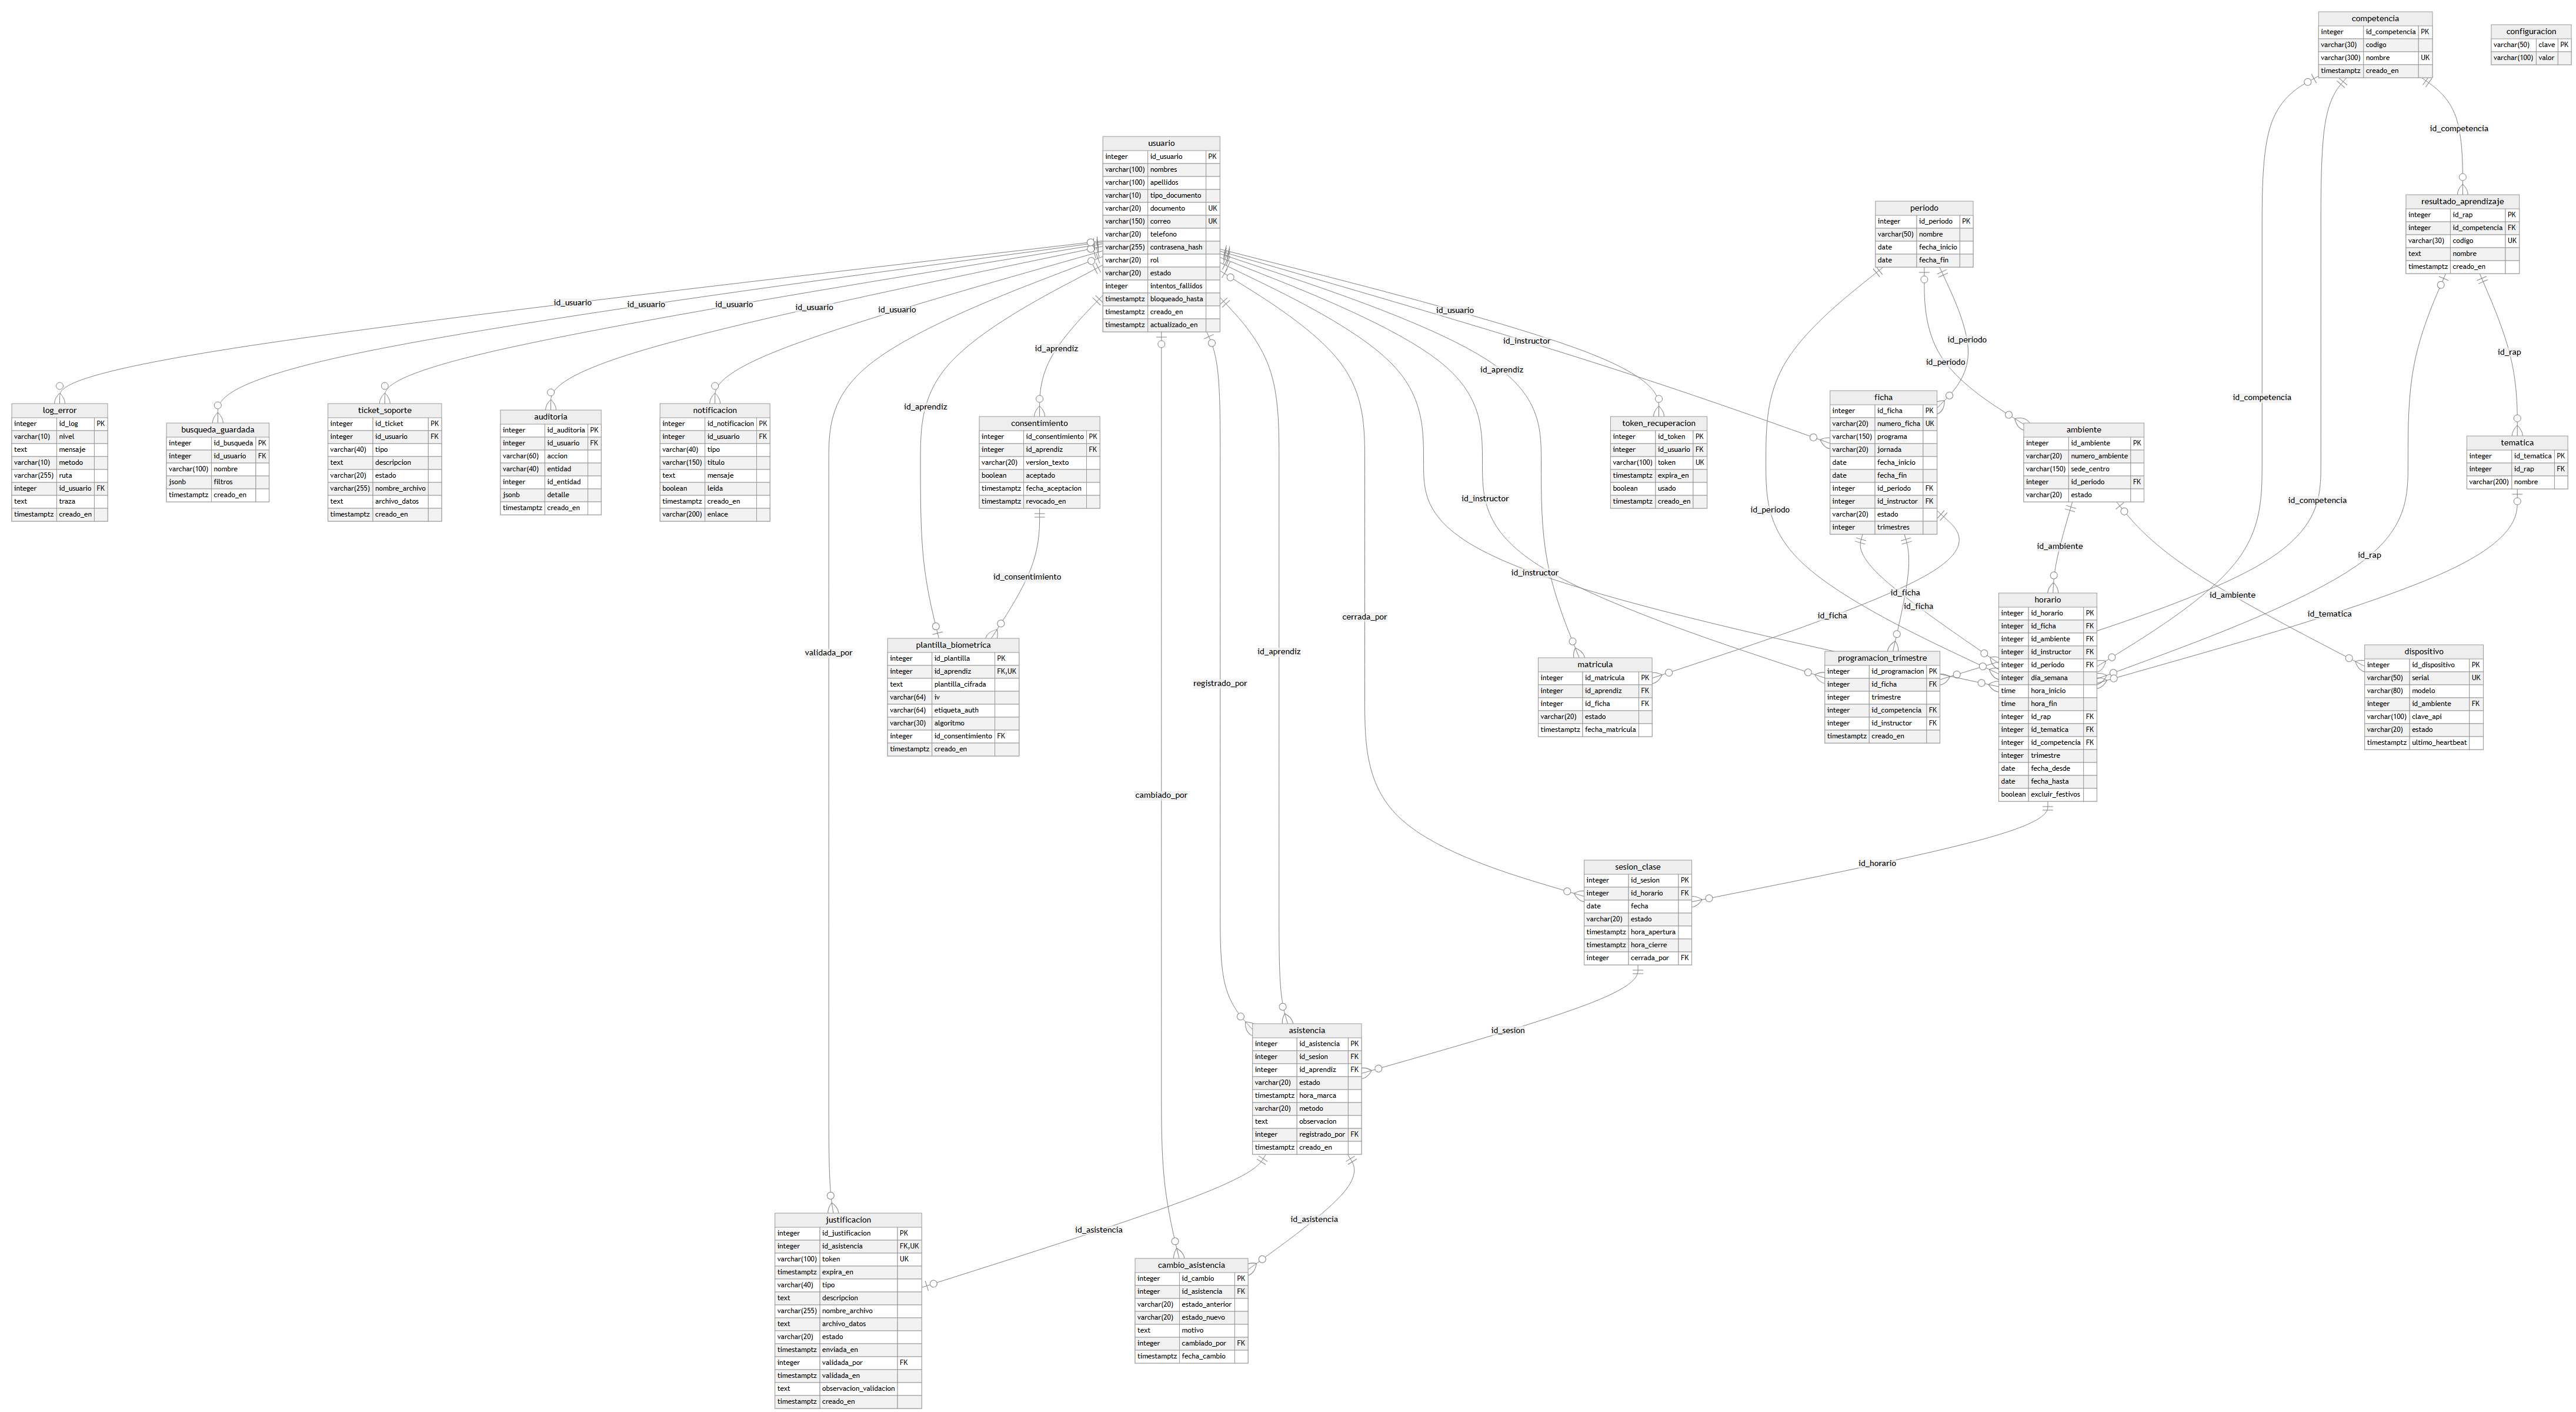 competencia
integer id_competencia PK
varchar(30) codigo
varchar(300) nombre UK
timestamptz creado_en
configuracion
varchar(50) clave PK
varchar(100) valor
id_competencia
usuario
integer id_usuario PK
varchar(100) nombres
varchar(100) apellidos
varchar(10) tipo_documento
varchar(20) documento UK
varchar(150) correo UK
varchar(20) telefono
varchar(255) contrasena_hash
varchar(20) rol
varchar(20) estado
integer intentos_fallidos
timestamptz bloqueado_hasta
timestamptz creado_en
timestamptz actualizado_en
periodo
integer id_periodo PK
varchar(50) nombre
date fecha_inicio
date fecha_fin
resultado_aprendizaje
integer id_rap PK
integer id_competencia FK
varchar(30) codigo UK
text nombre
timestamptz creado_en
id_usuario
id_usuario
id_usuario
id_usuario
id_usuario
id_aprendiz
id_usuario
id_instructor
id_aprendiz
id_periodo
id_periodo
id_rap
id_aprendiz
id_competencia
log_error
integer id_log PK
varchar(10) nivel
text mensaje
varchar(10) metodo
varchar(255) ruta
integer id_usuario FK
text traza
timestamptz creado_en
busqueda_guardada
integer id_busqueda PK
integer id_usuario FK
varchar(100) nombre
jsonb filtros
timestamptz creado_en
ticket_soporte
integer id_ticket PK
integer id_usuario FK
varchar(40) tipo
text descripcion
varchar(20) estado
varchar(255) nombre_archivo
text archivo_datos
timestamptz creado_en
auditoria
integer id_auditoria PK
integer id_usuario FK
varchar(60) accion
varchar(40) entidad
integer id_entidad
jsonb detalle
timestamptz creado_en
notificacion
integer id_notificacion PK
integer id_usuario FK
varchar(40) tipo
varchar(150) titulo
text mensaje
boolean leida
timestamptz creado_en
varchar(200) enlace
consentimiento
integer id_consentimiento PK
integer id_aprendiz FK
varchar(20) version_texto
boolean aceptado
timestamptz fecha_aceptacion
timestamptz revocado_en
token_recuperacion
integer id_token PK
integer id_usuario FK
varchar(100) token UK
timestamptz expira_en
boolean usado
timestamptz creado_en
ficha
integer id_ficha PK
varchar(20) numero_ficha UK
varchar(150) programa
varchar(20) jornada
date fecha_inicio
date fecha_fin
integer id_periodo FK
integer id_instructor FK
varchar(20) estado
integer trimestres
ambiente
integer id_ambiente PK
varchar(20) numero_ambiente
varchar(150) sede_centro
integer id_periodo FK
varchar(20) estado
tematica
integer id_tematica PK
integer id_rap FK
varchar(200) nombre
id_instructor
id_periodo
id_competencia
id_ambiente
id_rap
id_consentimiento
id_instructor
id_ficha
id_ficha
id_ficha
id_ambiente
id_tematica
cerrada_por
validada_por
id_aprendiz
registrado_por
cambiado_por
plantilla_biometrica
integer id_plantilla PK
integer id_aprendiz FK,UK
text plantilla_cifrada
varchar(64) iv
varchar(64) etiqueta_auth
varchar(30) algoritmo
integer id_consentimiento FK
timestamptz creado_en
matricula
integer id_matricula PK
integer id_aprendiz FK
integer id_ficha FK
varchar(20) estado
timestamptz fecha_matricula
programacion_trimestre
integer id_programacion PK
integer id_ficha FK
integer trimestre
integer id_competencia FK
integer id_instructor FK
timestamptz creado_en
horario
integer id_horario PK
integer id_ficha FK
integer id_ambiente FK
integer id_instructor FK
integer id_periodo FK
integer dia_semana
time hora_inicio
time hora_fin
integer id_rap FK
integer id_tematica FK
integer id_competencia FK
integer trimestre
date fecha_desde
date fecha_hasta
boolean excluir_festivos
dispositivo
integer id_dispositivo PK
varchar(50) serial UK
varchar(80) modelo
integer id_ambiente FK
varchar(100) clave_api
varchar(20) estado
timestamptz ultimo_heartbeat
id_horario
sesion_clase
integer id_sesion PK
integer id_horario FK
date fecha
varchar(20) estado
timestamptz hora_apertura
timestamptz hora_cierre
integer cerrada_por FK
id_sesion
asistencia
integer id_asistencia PK
integer id_sesion FK
integer id_aprendiz FK
varchar(20) estado
timestamptz hora_marca
varchar(20) metodo
text observacion
integer registrado_por FK
timestamptz creado_en
id_asistencia
id_asistencia
justificacion
integer id_justificacion PK
integer id_asistencia FK,UK
varchar(100) token UK
timestamptz expira_en
varchar(40) tipo
text descripcion
varchar(255) nombre_archivo
text archivo_datos
varchar(20) estado
timestamptz enviada_en
integer validada_por FK
timestamptz validada_en
text observacion_validacion
timestamptz creado_en
cambio_asistencia
integer id_cambio PK
integer id_asistencia FK
varchar(20) estado_anterior
varchar(20) estado_nuevo
text motivo
integer cambiado_por FK
timestamptz fecha_cambio